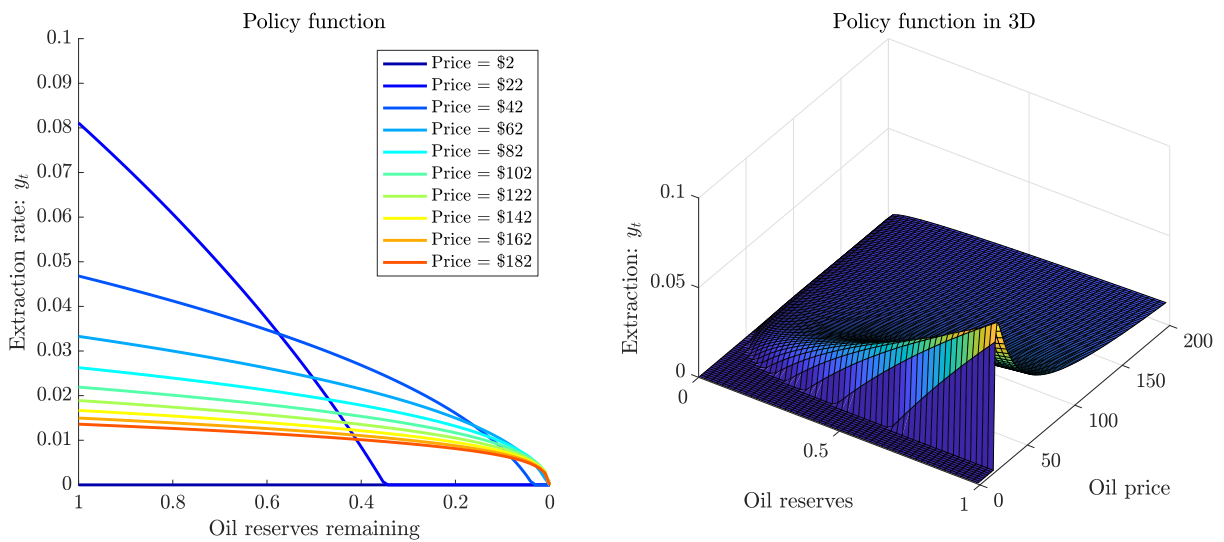 Policy function
Extraction rate: y_t
0.1
0.09
0.08
0.07
0.06
0.05
0.04
0.03
0.02
0.01
0
1
0.8
0.6
0.4
0.2
0
Oil reserves remaining
Price = $2
Price = $22
Price = $42
Price = $62
Price = $82
Price = $102
Price = $122
Price = $142
Price = $162
Price = $182
Policy function in 3D
Extraction: y_t
0.1
0.05
0
0
0.5
1
Oil reserves
0
50
100
150
200
Oil price